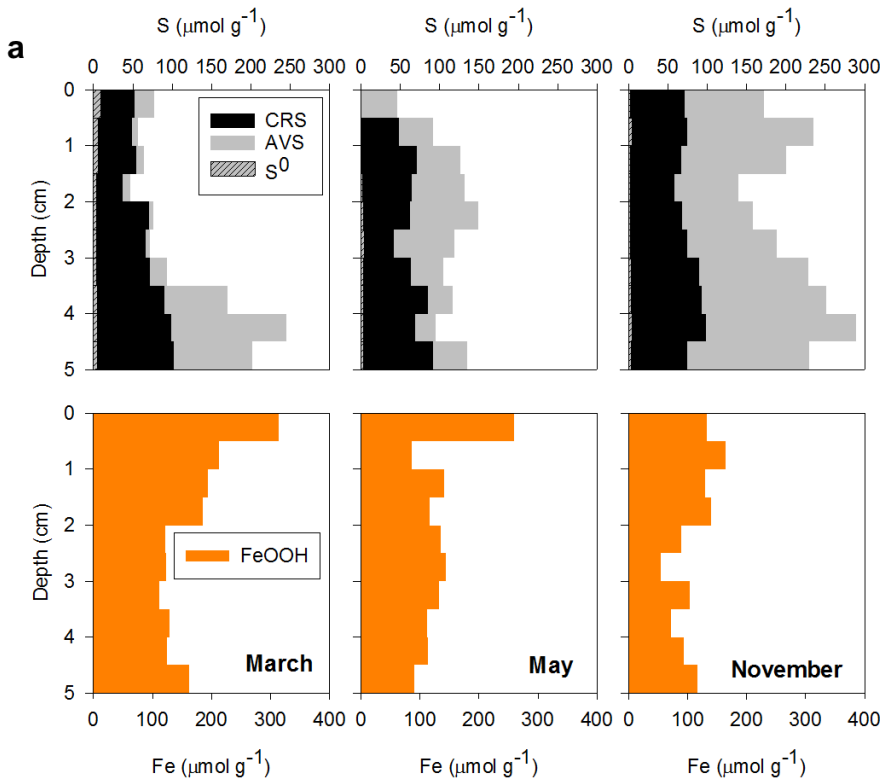 a
S (μmol g-1) S (μmol g-1) S (μmol g-1)
0 50 100 150 200 250 300 0 50 100 150 200 250 300 0 50 100 150 200 250 300
0
1
2
3
4
5
Depth (cm)
CRS
AVS
S0
0
1
2
3
4
5
Depth (cm)
FeOOH
March May November
0 100 200 300 400 0 100 200 300 400 0 100 200 300 400
Fe (μmol g-1) Fe (μmol g-1) Fe (μmol g-1)